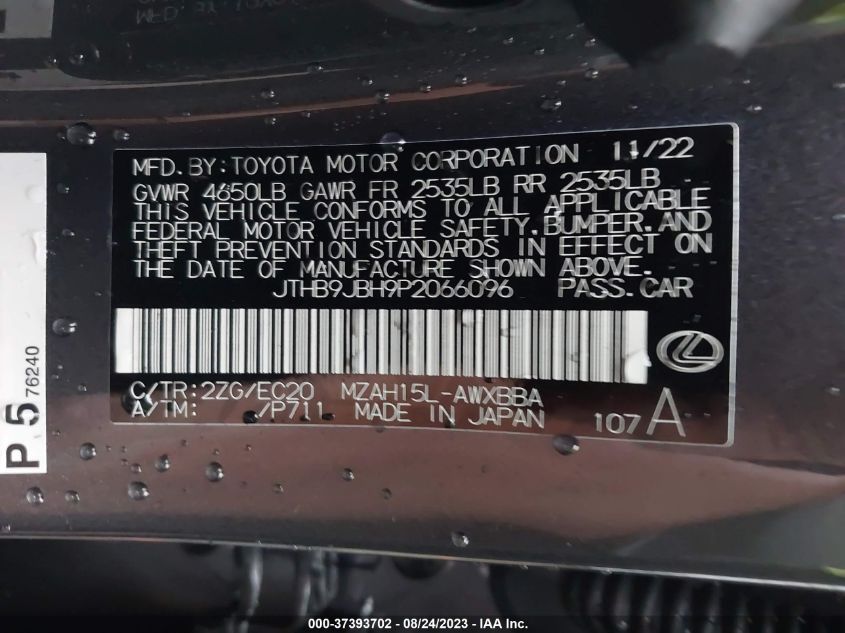 MFD. BY: TOYOTA MOTOR CORPORATION 11/22
GVWR 4650LB GAWR FR 2535LB RR 2535LB
THIS VEHICLE CONFORMS TO ALL APPLICABLE
FEDERAL MOTOR VEHICLE SAFETY, BUMPER, AND
THEFT PREVENTION STANDARDS IN EFFECT ON
THE DATE OF MANUFACTURE SHOWN ABOVE.
JTHB9JBH9P2066096 PASS. CAR
C/TR: 2ZG/EC20 MZAH15L-AWXBBA
A/TM: /P711 MADE IN JAPAN 107 A
P 5 76240
000-37393702 - 08/24/2023 - IAA Inc.